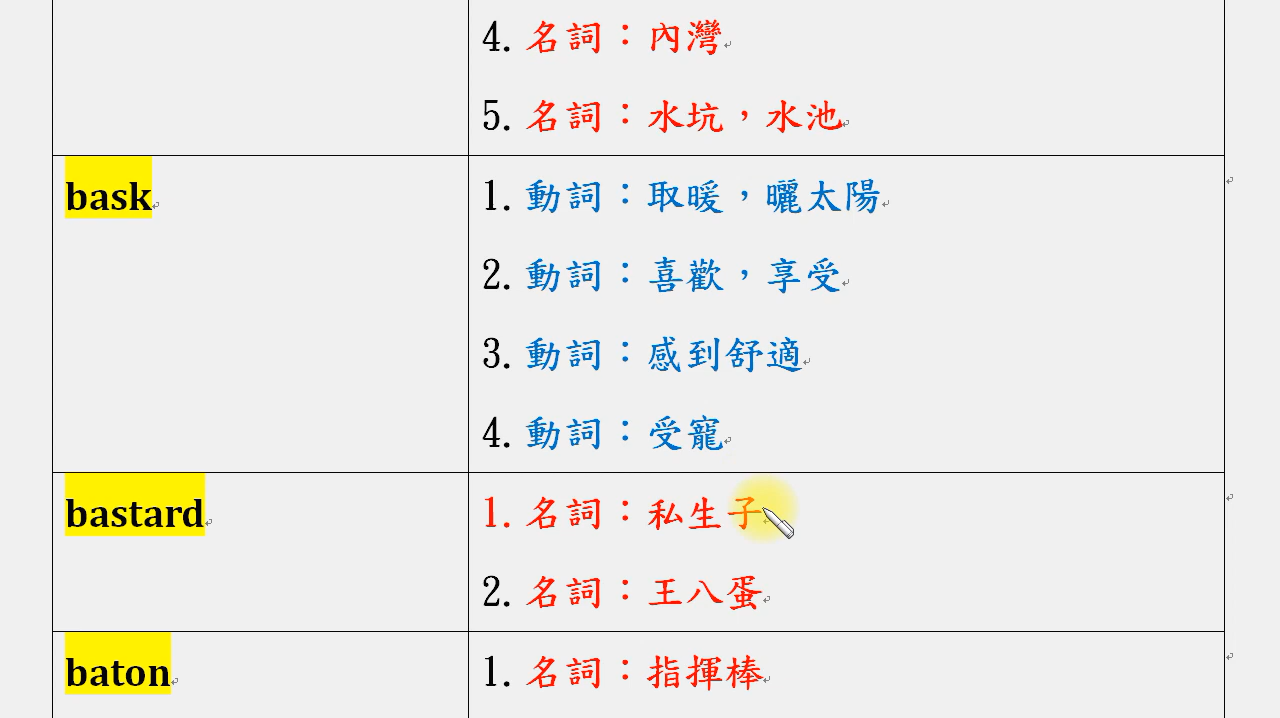 4. 名詞：內灣
5. 名詞：水坑，水池
bask
1. 動詞：取暖，曬太陽
2. 動詞：喜歡，享受
3. 動詞：感到舒適
4. 動詞：受寵
bastard
1. 名詞：私生子
2. 名詞：王八蛋
baton
1. 名詞：指揮棒